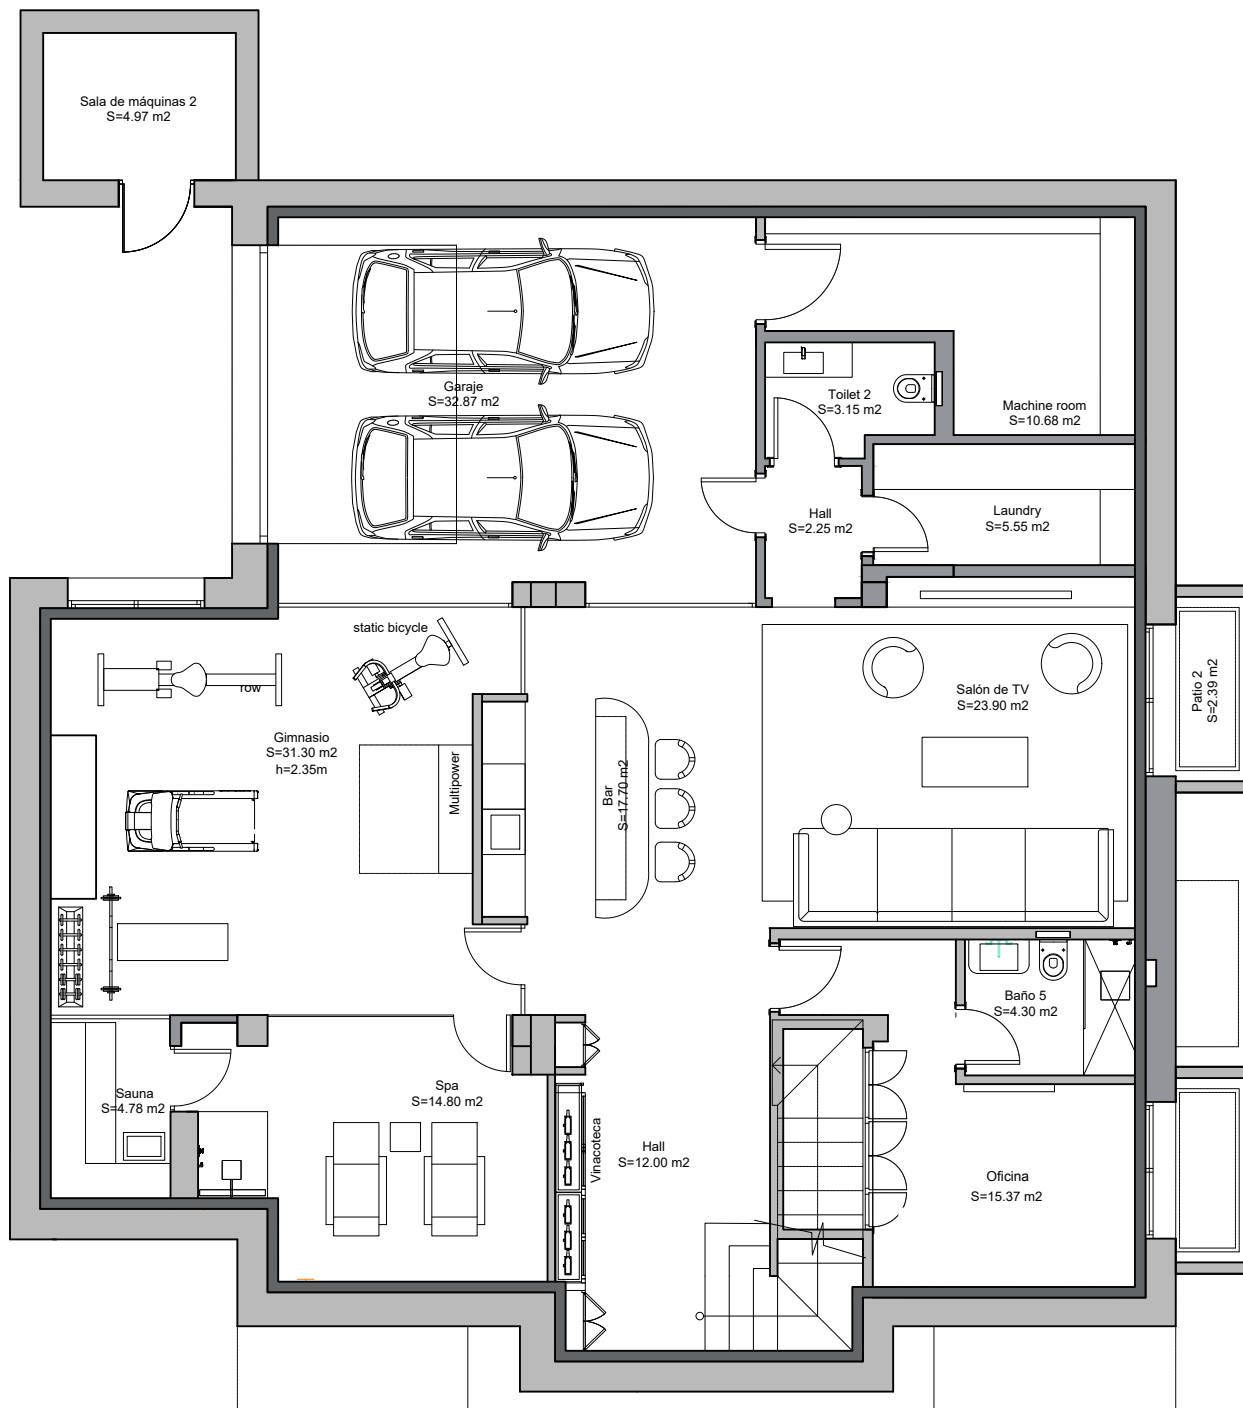 Sala de máquinas 2
S=4.97 m2
Garaje
S=32.87 m2
Toilet 2
S=3.15 m2
Machine room
S=10.68 m2
Hall
S=2.25 m2
Laundry
S=5.55 m2
static bicycle
row
Gimnasio
S=31.30 m2
h=2.35m
Multipower
Bar
S=17.70 m2
Salón de TV
S=23.90 m2
Patio 2
S=2.39 m2
Baño 5
S=4.30 m2
Sauna
S=4.78 m2
Spa
S=14.80 m2
Vinacoteca
Hall
S=12.00 m2
Oficina
S=15.37 m2